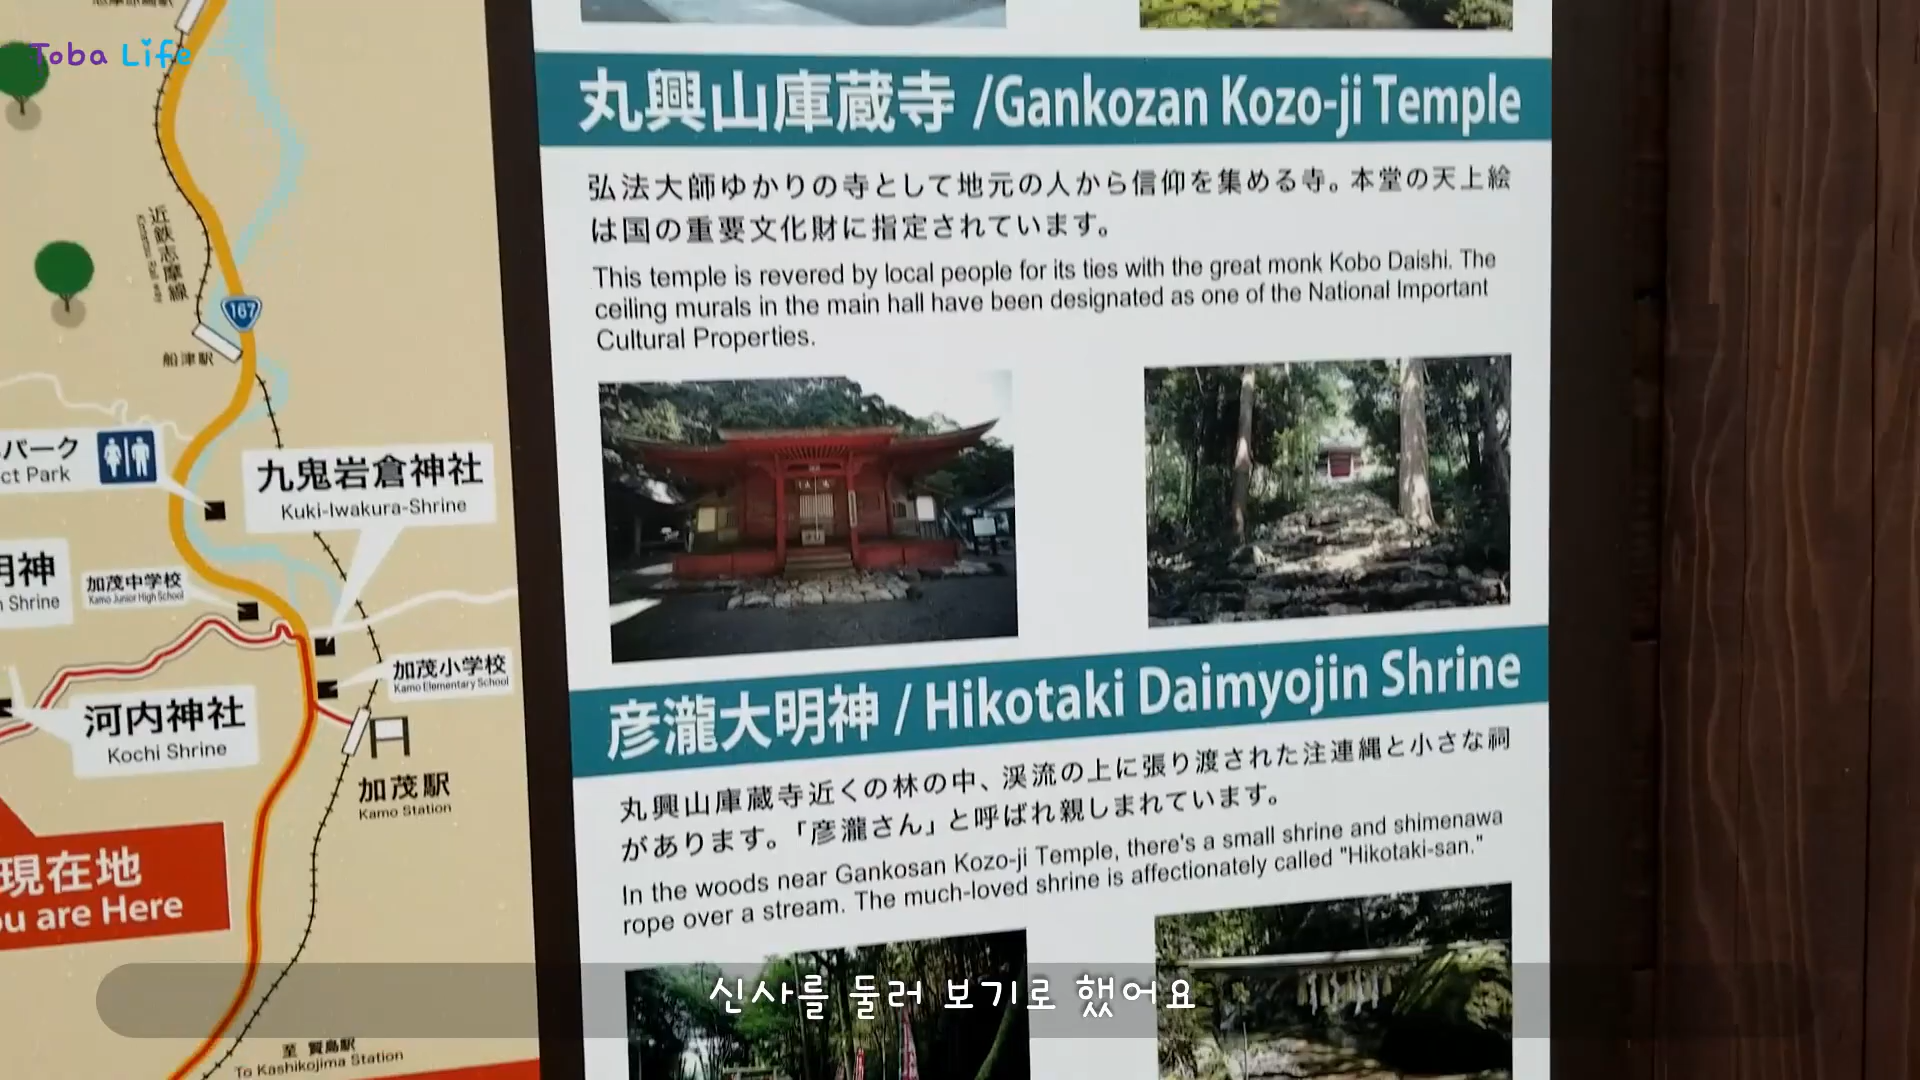 Toba Life
近鉄志摩線
167
船津駅
パーク
ct Park
九鬼岩倉神社
Kuki-Iwakura-Shrine
明神
Shrine
加茂中学校
Kamo Junior High School
加茂小学校
Kamo Elementary School
河内神社
Kochi Shrine
加茂駅
Kamo Station
現在地
ou are Here
至 賢島駅
To Kashikojima Station
丸興山庫蔵寺 /Gankozan Kozo-ji Temple
弘法大師ゆかりの寺として地元の人から信仰を集める寺。本堂の天上絵
は国の重要文化財に指定されています。
This temple is revered by local people for its ties with the great monk Kobo Daishi. The
ceiling murals in the main hall have been designated as one of the National Important
Cultural Properties.
彦瀧大明神 / Hikotaki Daimyojin Shrine
丸興山庫蔵寺近くの林の中、渓流の上に張り渡された注連縄と小さな祠
があります。「彦瀧さん」と呼ばれ親しまれています。
In the woods near Gankosan Kozo-ji Temple, there's a small shrine and shimenawa
rope over a stream. The much-loved shrine is affectionately called "Hikotaki-san."
신사를 둘러 보기로 했어요